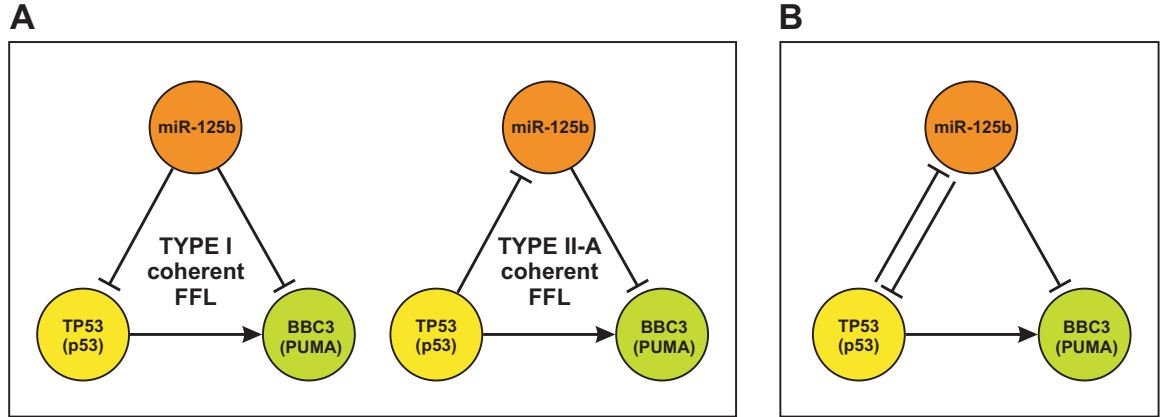 A
miR-125b
TYPE I
coherent
FFL
TP53
(p53)
BBC3
(PUMA)
miR-125b
TYPE II-A
coherent
FFL
TP53
(p53)
BBC3
(PUMA)
B
miR-125b
TP53
(p53)
BBC3
(PUMA)